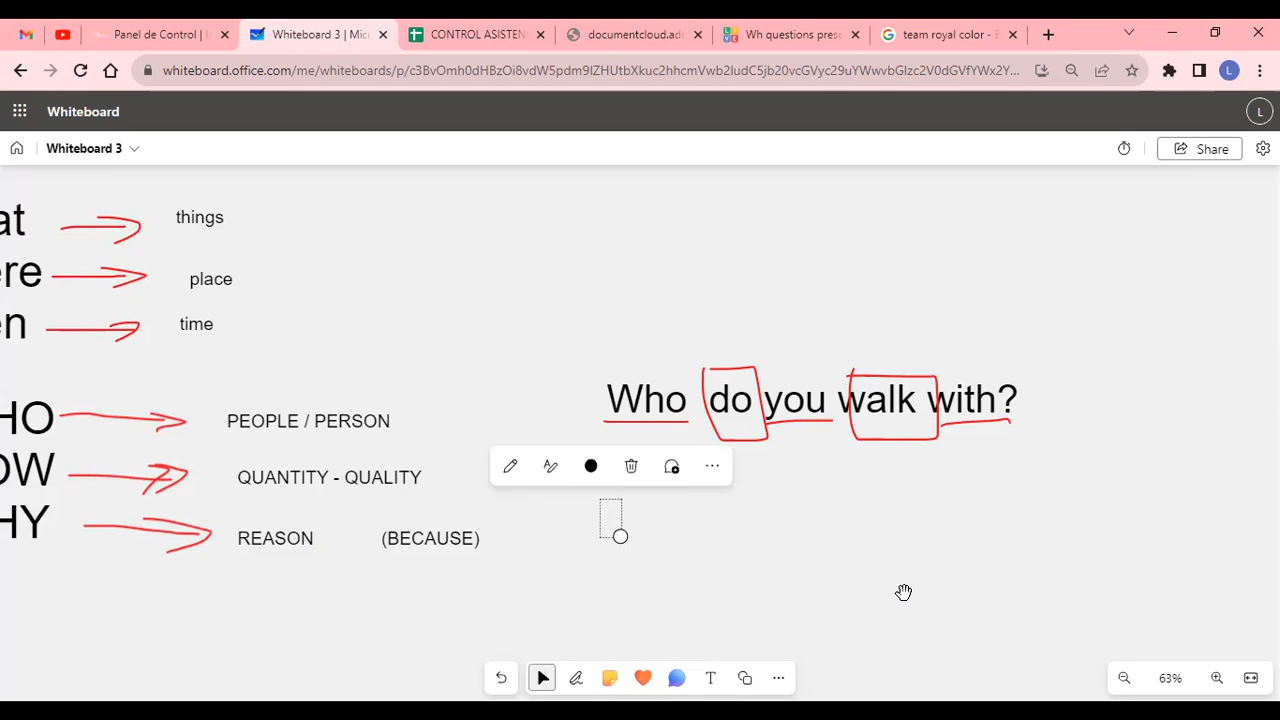 Panel de Control | I
Whiteboard 3 | Mic
CONTROL ASISTEN
documentcloud.ad
Wh questions prese
team royal color -
whiteboard.office.com/me/whiteboards/p/
Whiteboard
L
Whiteboard 3
Share
at
things
ere
place
en
time
Who do you walk with?
HO
PEOPLE / PERSON
OW
QUANTITY - QUALITY
HY
REASON (BECAUSE)
63%